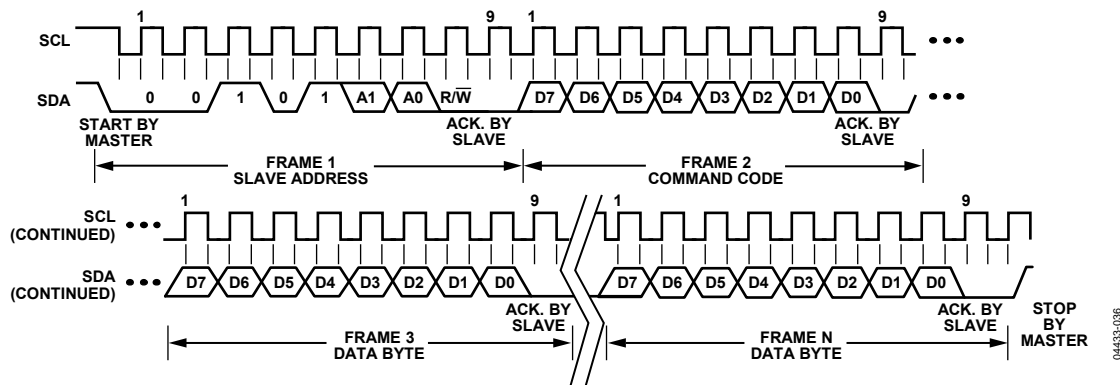 1 9 1 9
SCL
SDA 0 0 1 0 1 A1 A0 R/W̅ D7 D6 D5 D4 D3 D2 D1 D0
START BY
MASTER
ACK. BY
SLAVE
ACK. BY
SLAVE
FRAME 1
SLAVE ADDRESS
FRAME 2
COMMAND CODE
1 9 1 9
SCL
(CONTINUED)
SDA
(CONTINUED)
D7 D6 D5 D4 D3 D2 D1 D0 D7 D6 D5 D4 D3 D2 D1 D0
ACK. BY
SLAVE
ACK. BY
SLAVE
STOP
BY
MASTER
FRAME 3
DATA BYTE
FRAME N
DATA BYTE
04433-036